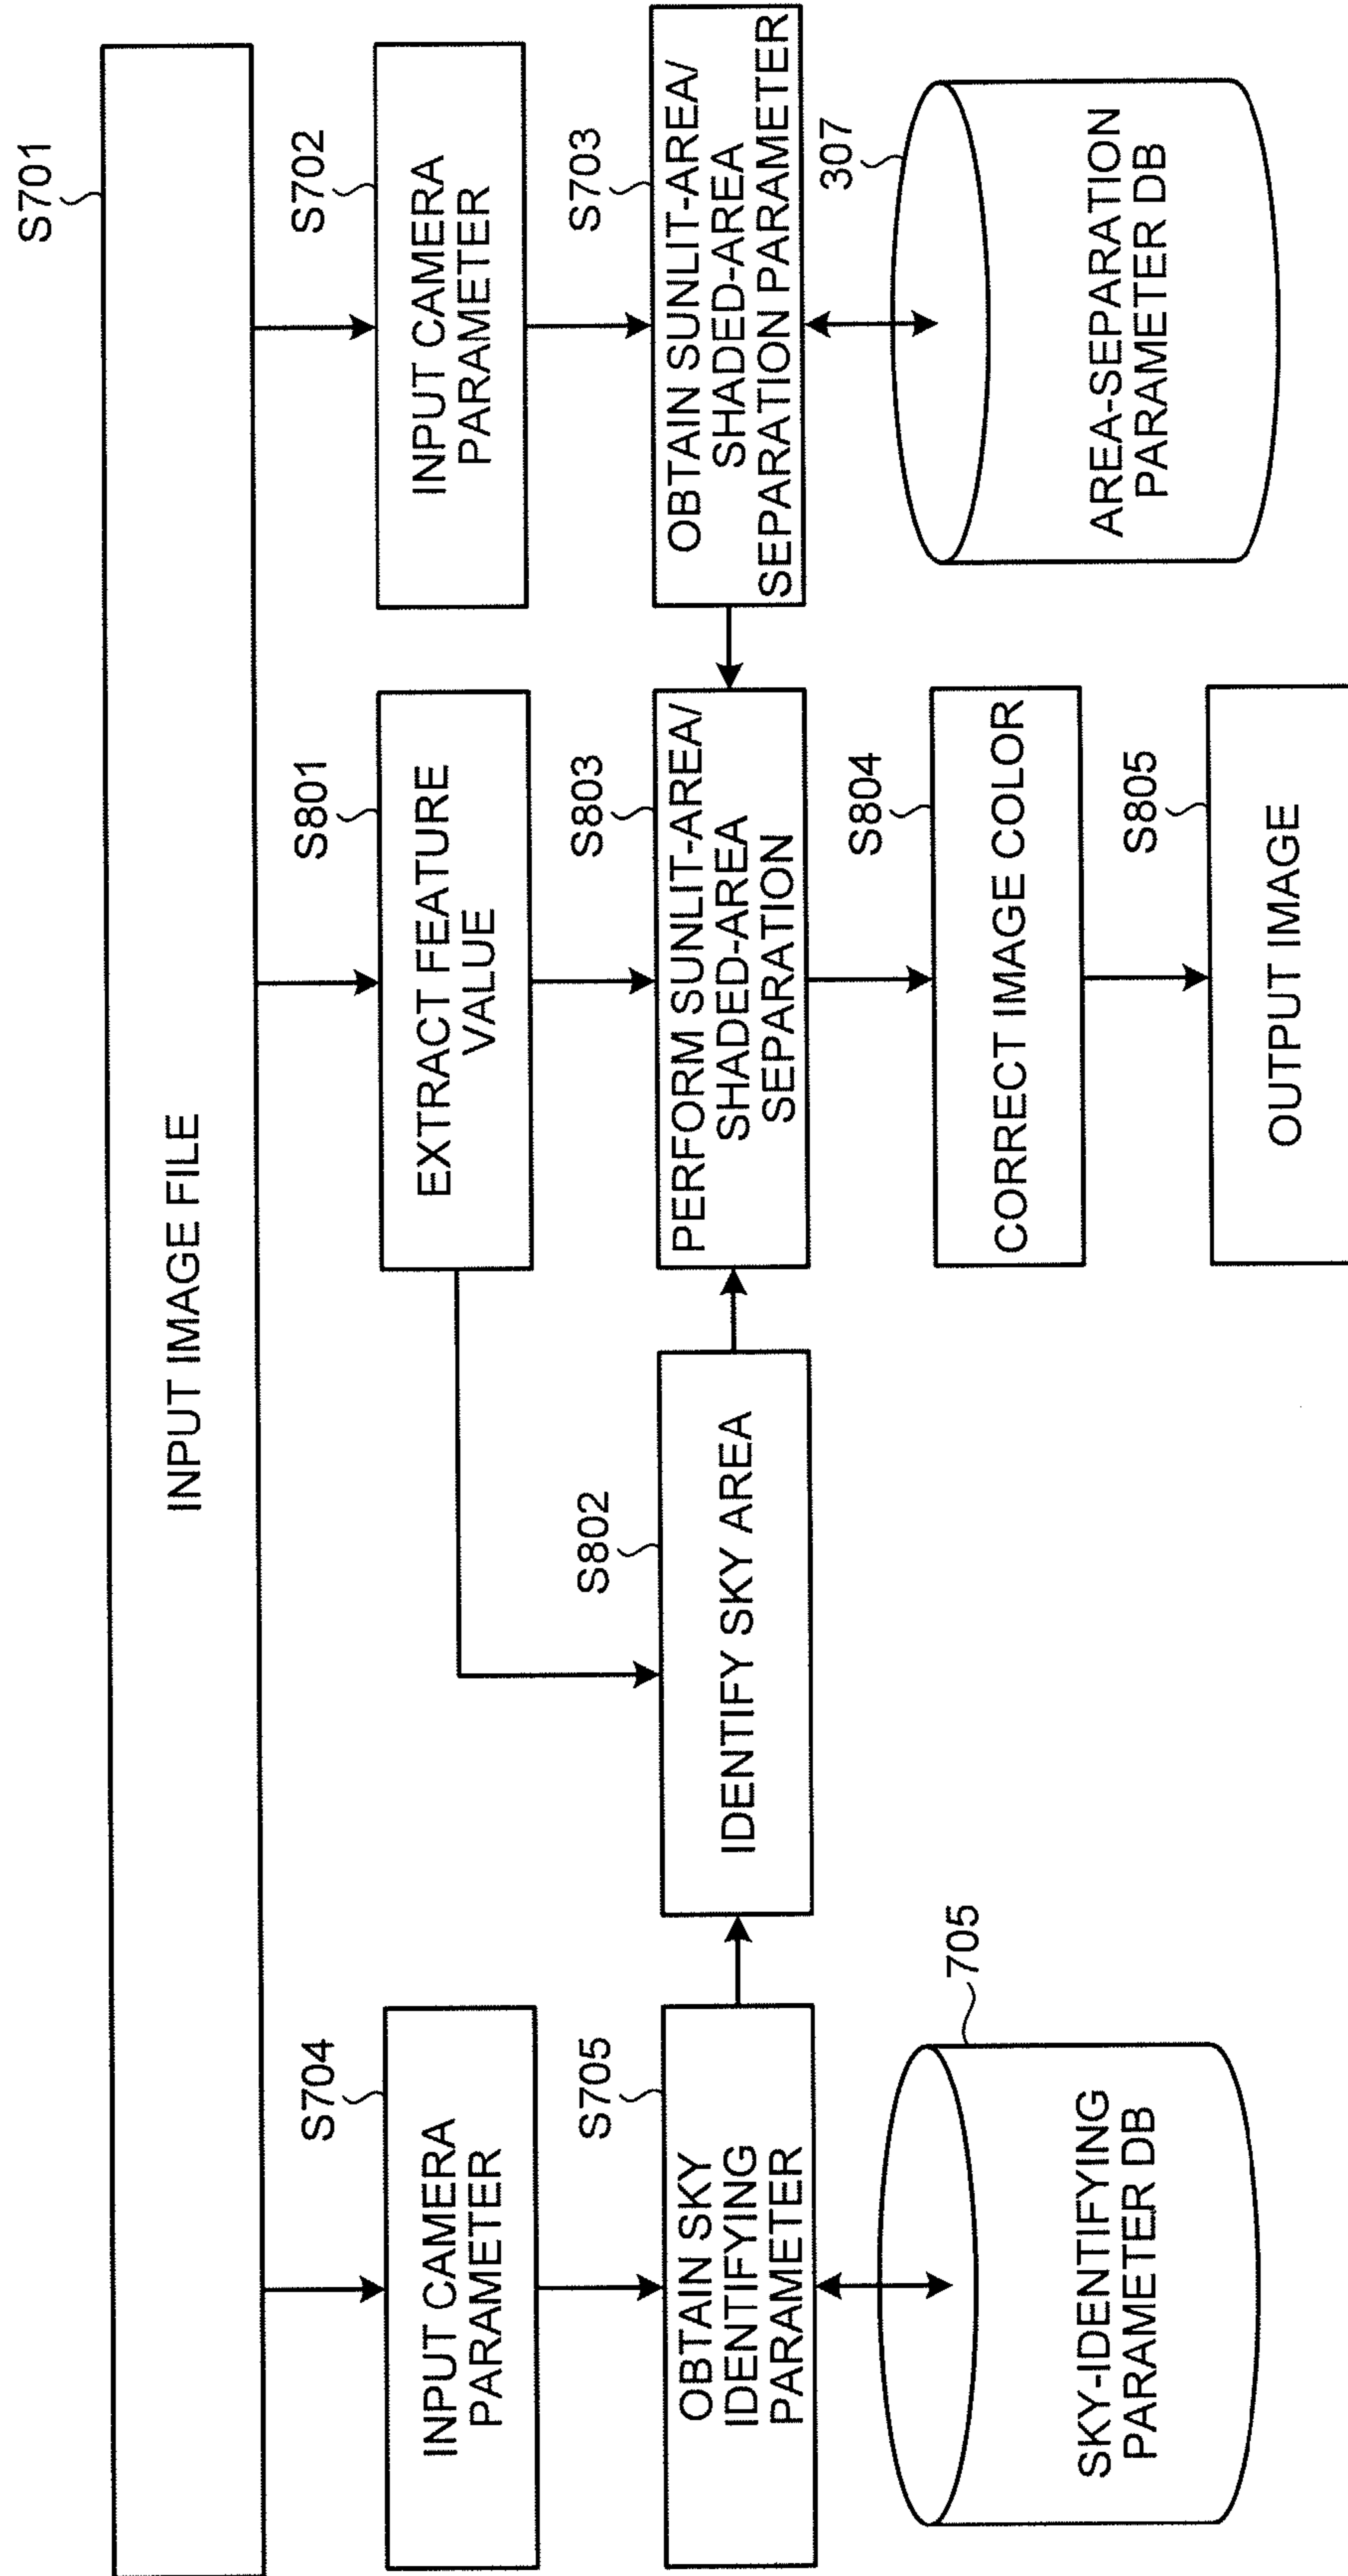 S701
INPUT IMAGE FILE
S704
INPUT CAMERA
PARAMETER
S801
EXTRACT FEATURE
VALUE
S702
INPUT CAMERA
PARAMETER
S705
OBTAIN SKY
IDENTIFYING
PARAMETER
S802
IDENTIFY SKY AREA
S803
PERFORM SUNLIT-AREA/
SHADED-AREA
SEPARATION
S703
OBTAIN SUNLIT-AREA/
SHADED-AREA
SEPARATION PARAMETER
705
SKY-IDENTIFYING
PARAMETER DB
S804
CORRECT IMAGE COLOR
307
AREA-SEPARATION
PARAMETER DB
S805
OUTPUT IMAGE